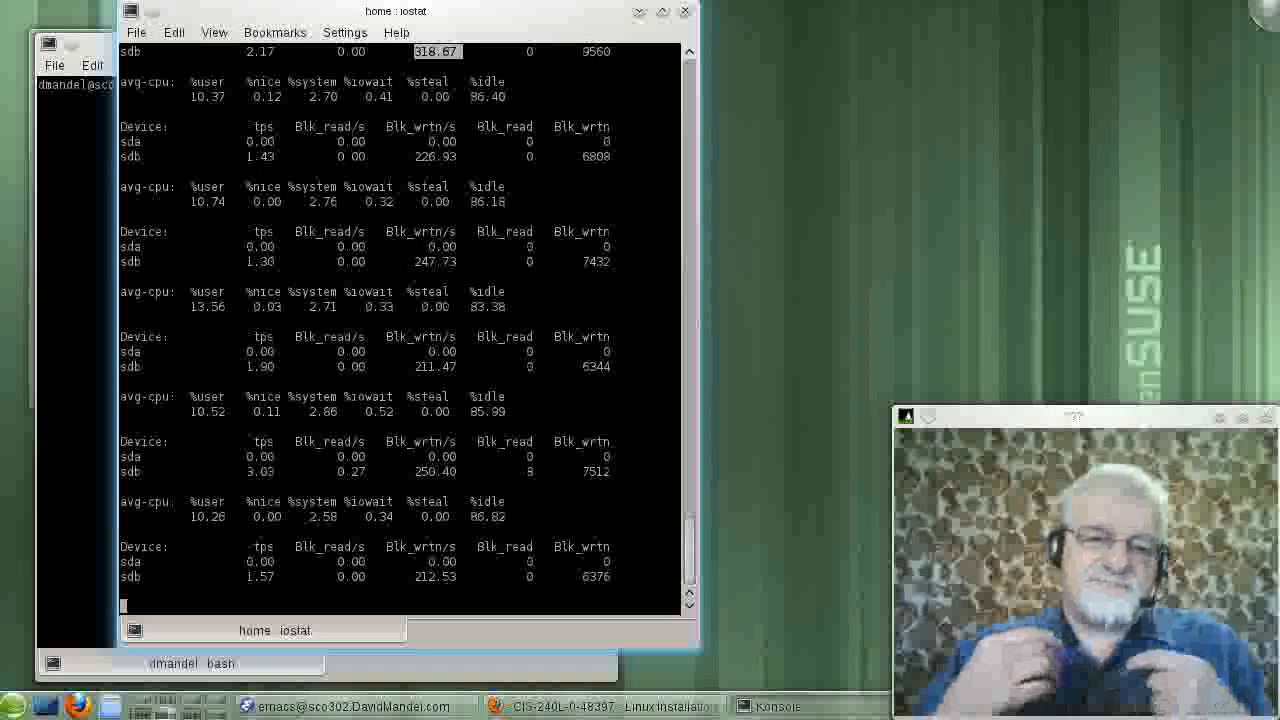 home : iostat
File Edit View Bookmarks Settings Help
File Edit
dmandel@sco
sdb 2.17 0.00 318.67 0 9560
avg-cpu: %user %nice %system %iowait %steal %idle
10.37 0.12 2.70 0.41 0.00 86.40
Device: tps Blk_read/s Blk_wrtn/s Blk_read Blk_wrtn
sda 0.00 0.00 0.00 0 0
sdb 1.43 0.00 226.93 0 6808
avg-cpu: %user %nice %system %iowait %steal %idle
10.74 0.00 2.76 0.32 0.00 86.18
Device: tps Blk_read/s Blk_wrtn/s Blk_read Blk_wrtn
sda 0.00 0.00 0.00 0 0
sdb 1.30 0.00 247.73 0 7432
avg-cpu: %user %nice %system %iowait %steal %idle
13.56 0.03 2.71 0.33 0.00 83.38
Device: tps Blk_read/s Blk_wrtn/s Blk_read Blk_wrtn
sda 0.00 0.00 0.00 0 0
sdb 1.90 0.00 211.47 0 6344
avg-cpu: %user %nice %system %iowait %steal %idle
10.52 0.11 2.86 0.52 0.00 85.99
Device: tps Blk_read/s Blk_wrtn/s Blk_read Blk_wrtn
sda 0.00 0.00 0.00 0 0
sdb 3.03 0.27 250.40 8 7512
avg-cpu: %user %nice %system %iowait %steal %idle
10.26 0.00 2.58 0.34 0.00 86.82
Device: tps Blk_read/s Blk_wrtn/s Blk_read Blk_wrtn
sda 0.00 0.00 0.00 0 0
sdb 1.57 0.00 212.53 0 6376
home iostat
dmandel bash
enSUSE
???
emacs@sco302.DavidMandel.com
CIS-240L-0-48397 Linux Installation
Konsole